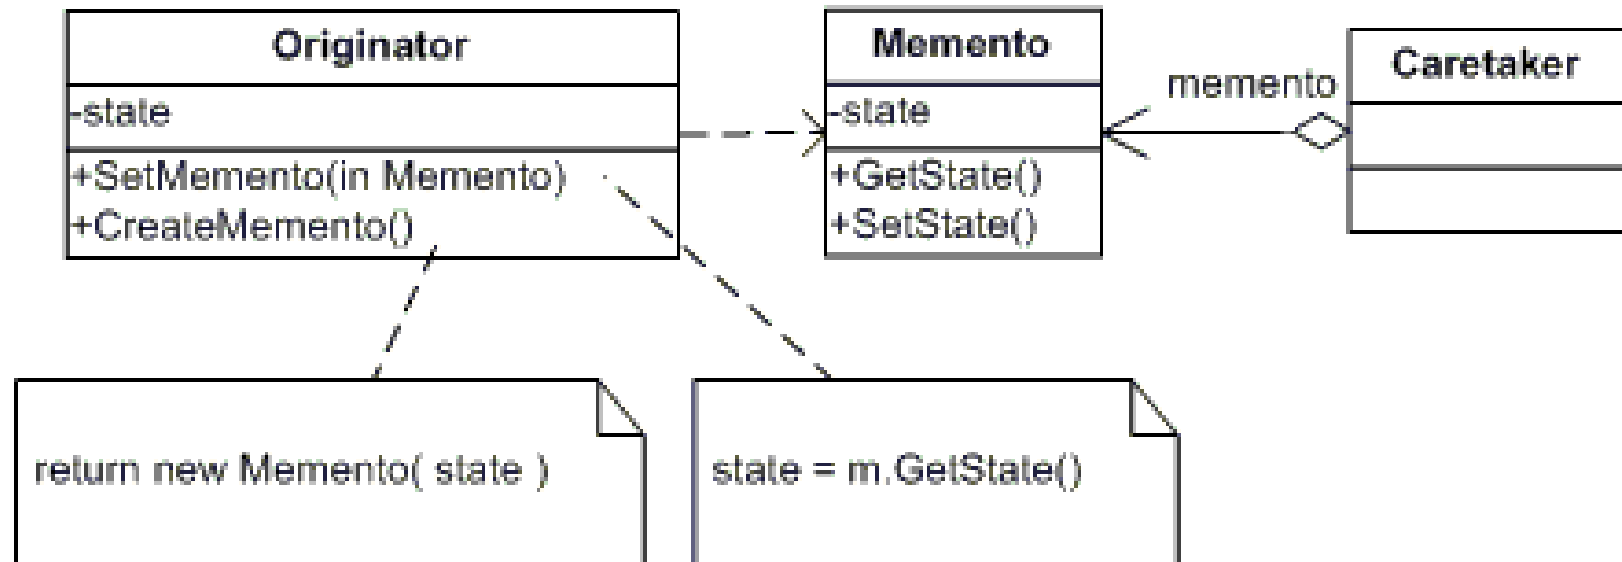 Originator
-state
+SetMemento(in Memento)
+CreateMemento()
Memento
-state
+GetState()
+SetState()
memento
Caretaker
return new Memento( state )
state = m.GetState()